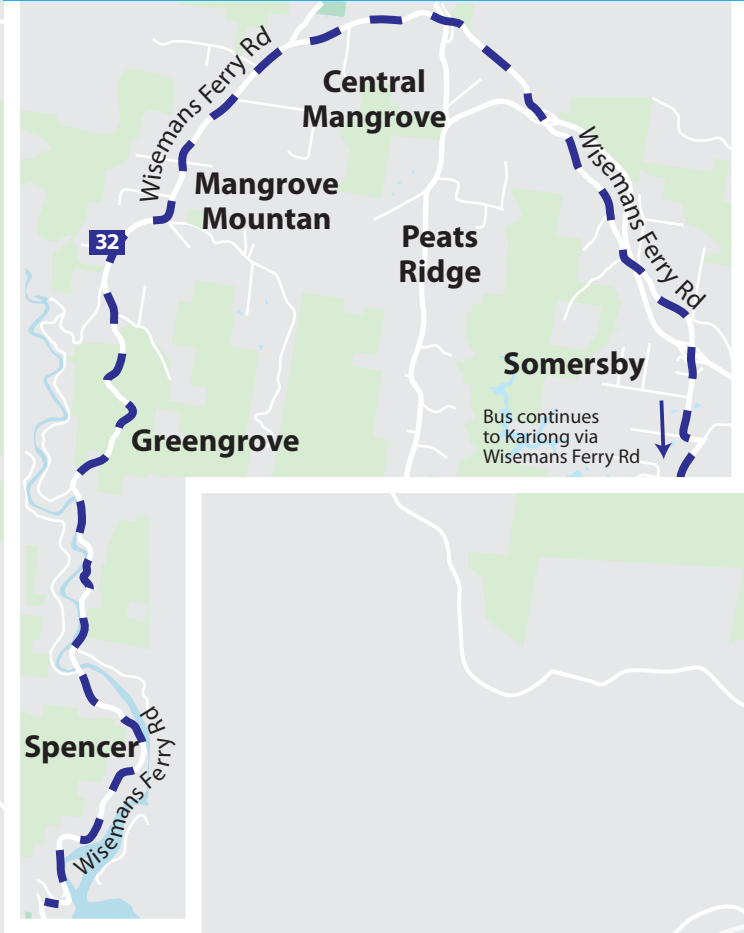 Wisemans Ferry Rd
Central
Mangrove
Wisemans Ferry Rd
Mangrove
Mountan
32
Peats
Ridge
Somersby
Bus continues
to Kariong via
Wisemans Ferry Rd
Greengrove
Spencer
Wisemans Ferry Rd